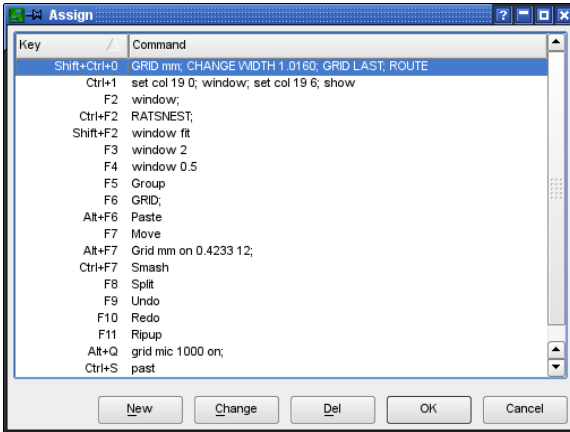 Assign
Key Command
Shift+Ctrl+0 GRID mm; CHANGE WIDTH 1.0160; GRID LAST; ROUTE
Ctrl+1 set col 19 0; window; set col 19 6; show
F2 window;
Ctrl+F2 RATSNEST;
Shift+F2 window fit
F3 window 2
F4 window 0.5
F5 Group
F6 GRID;
Alt+F6 Paste
F7 Move
Alt+F7 Grid mm on 0.4233 12;
Ctrl+F7 Smash
F8 Split
F9 Undo
F10 Redo
F11 Ripup
Alt+Q grid mic 1000 on;
Ctrl+S past
New Change Del OK Cancel